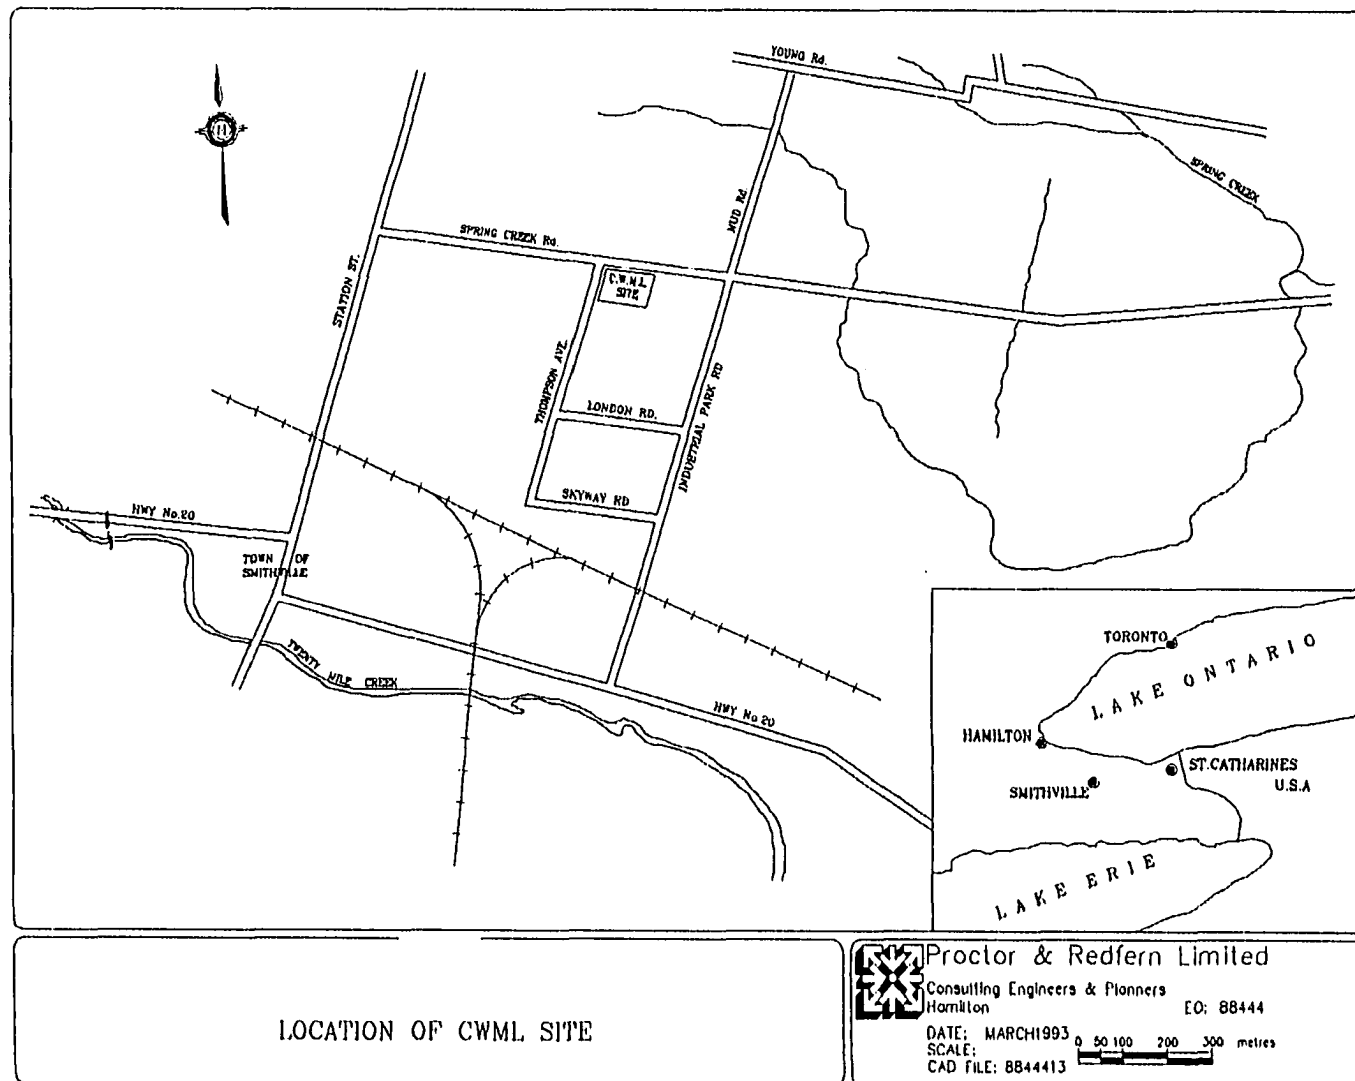 YOUNG Rd.
SPRING CREEK
MUD Rd
SPRING CREEK Rd.
C.W.M.L.
SITE
STATION ST.
THOMPSON AVE.
LONDON RD.
INDUSTRIAL PARK RD
SKYWAY RD
HWY No.20
TOWN OF
SMITHVILLE
TWENTY MILE CREEK
HWY No 20
TORONTO
LAKE ONTARIO
HAMILTON
ST.CATHARINES
U.S.A
SMITHVILLE
LAKE ERIE
LOCATION OF CWML SITE
Proctor & Redfern Limited
Consulting Engineers & Planners
Hamilton EO: 88444
DATE: MARCH1993
SCALE:
CAD FILE: 8844413
0 50 100 200 300 metres